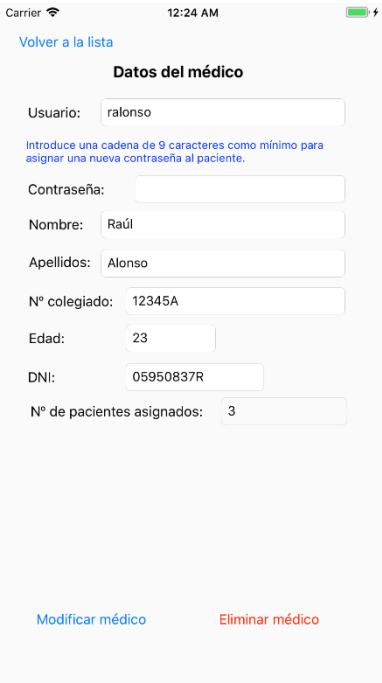 Carrier 12:24 AM
Volver a la lista
Datos del médico
Usuario: ralonso
Introduce una cadena de 9 caracteres como mínimo para
asignar una nueva contraseña al paciente.
Contraseña:
Nombre: Raúl
Apellidos: Alonso
Nº colegiado: 12345A
Edad: 23
DNI: 05950837R
Nº de pacientes asignados: 3
Modificar médico Eliminar médico